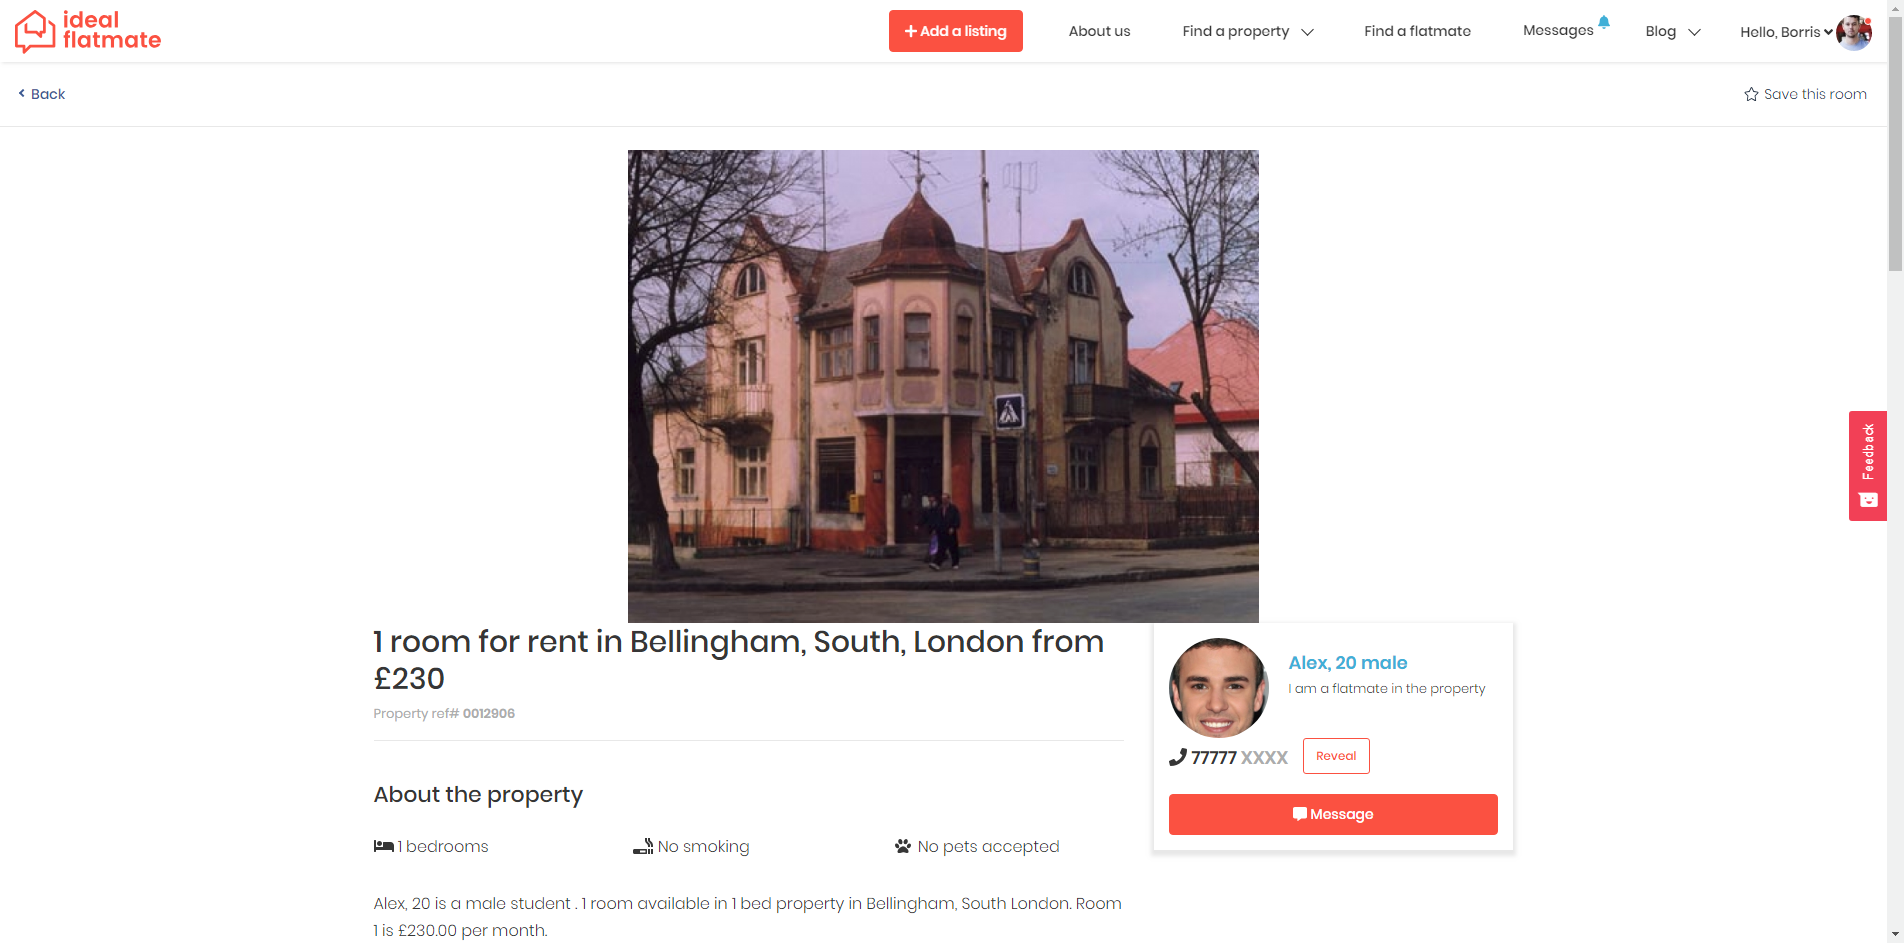 ideal
flatmate
Add a listing
About us
Find a property
Find a flatmate
Messages
Blog
Hello, Borris
Back
Save this room
Feedback
1 room for rent in Bellingham, South, London from
£230
Property ref# 0012906
Alex, 20 male
I am a flatmate in the property
77777 XXXX
Reveal
Message
About the property
1 bedrooms
No smoking
No pets accepted
Alex, 20 is a male student . 1 room available in 1 bed property in Bellingham, South London. Room
1 is £230.00 per month.